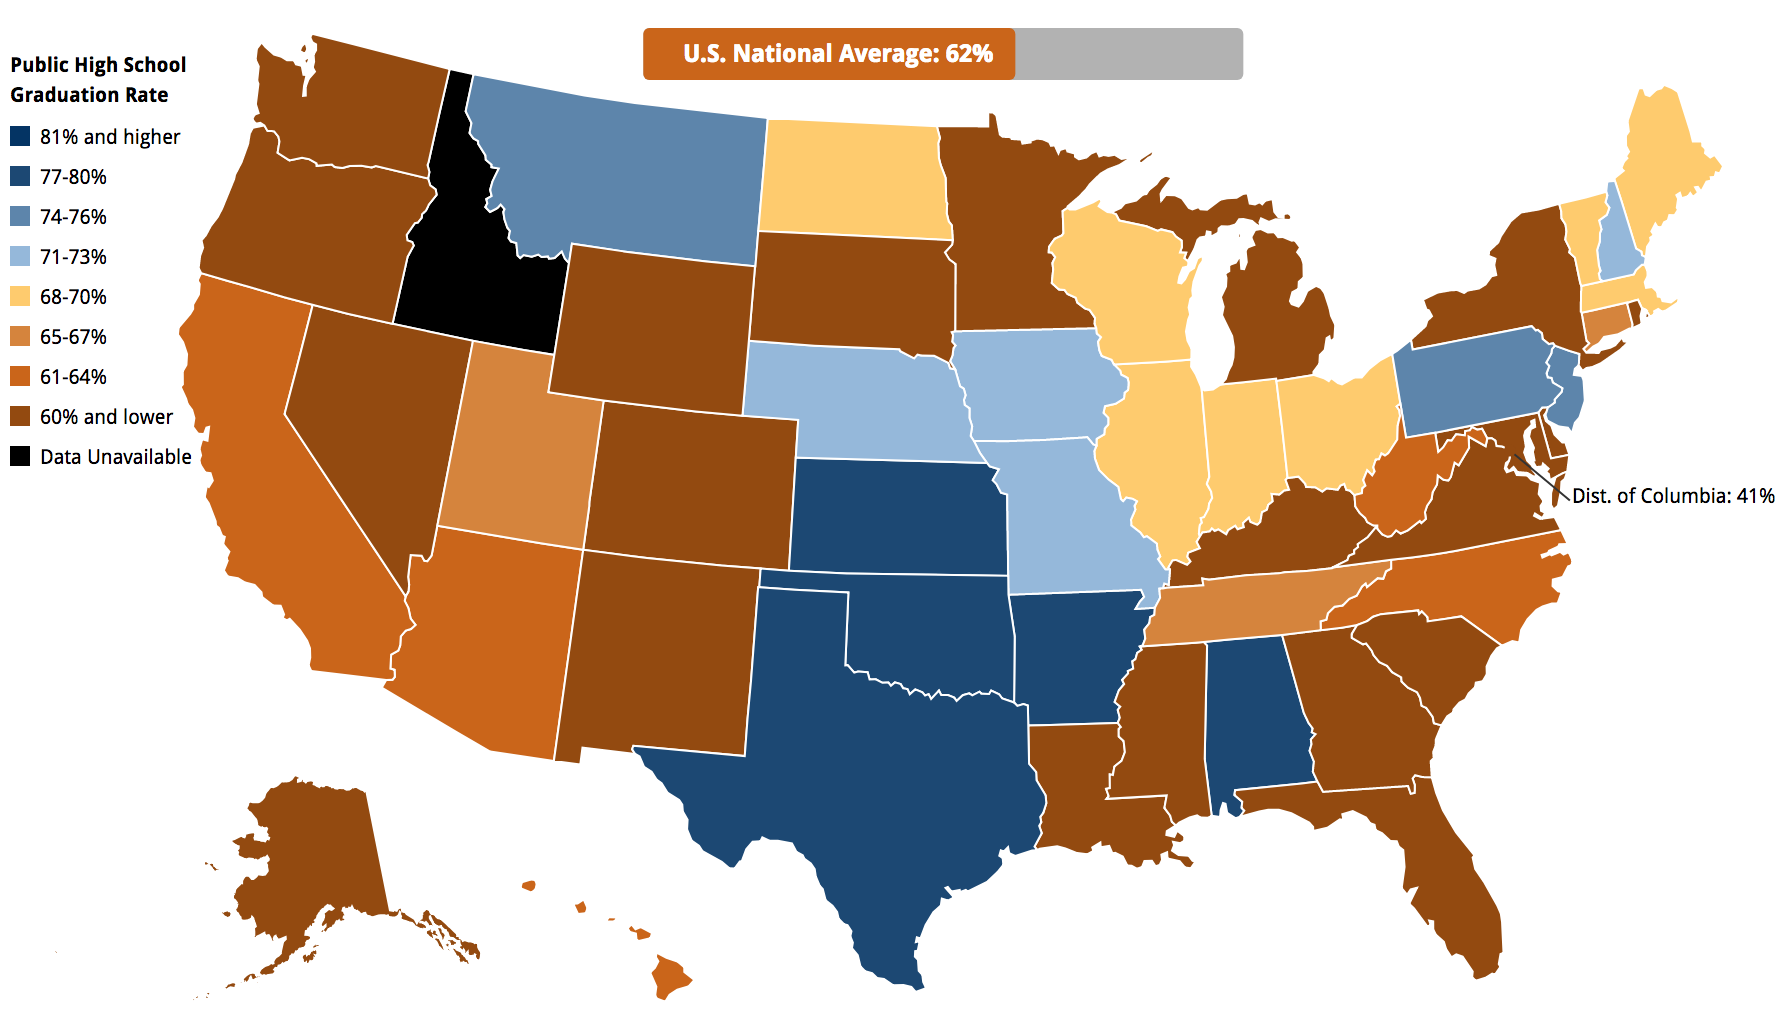 U.S. National Average: 62%
Public High School
Graduation Rate
81% and higher
77-80%
74-76%
71-73%
68-70%
65-67%
61-64%
60% and lower
Data Unavailable
Dist. of Columbia: 41%